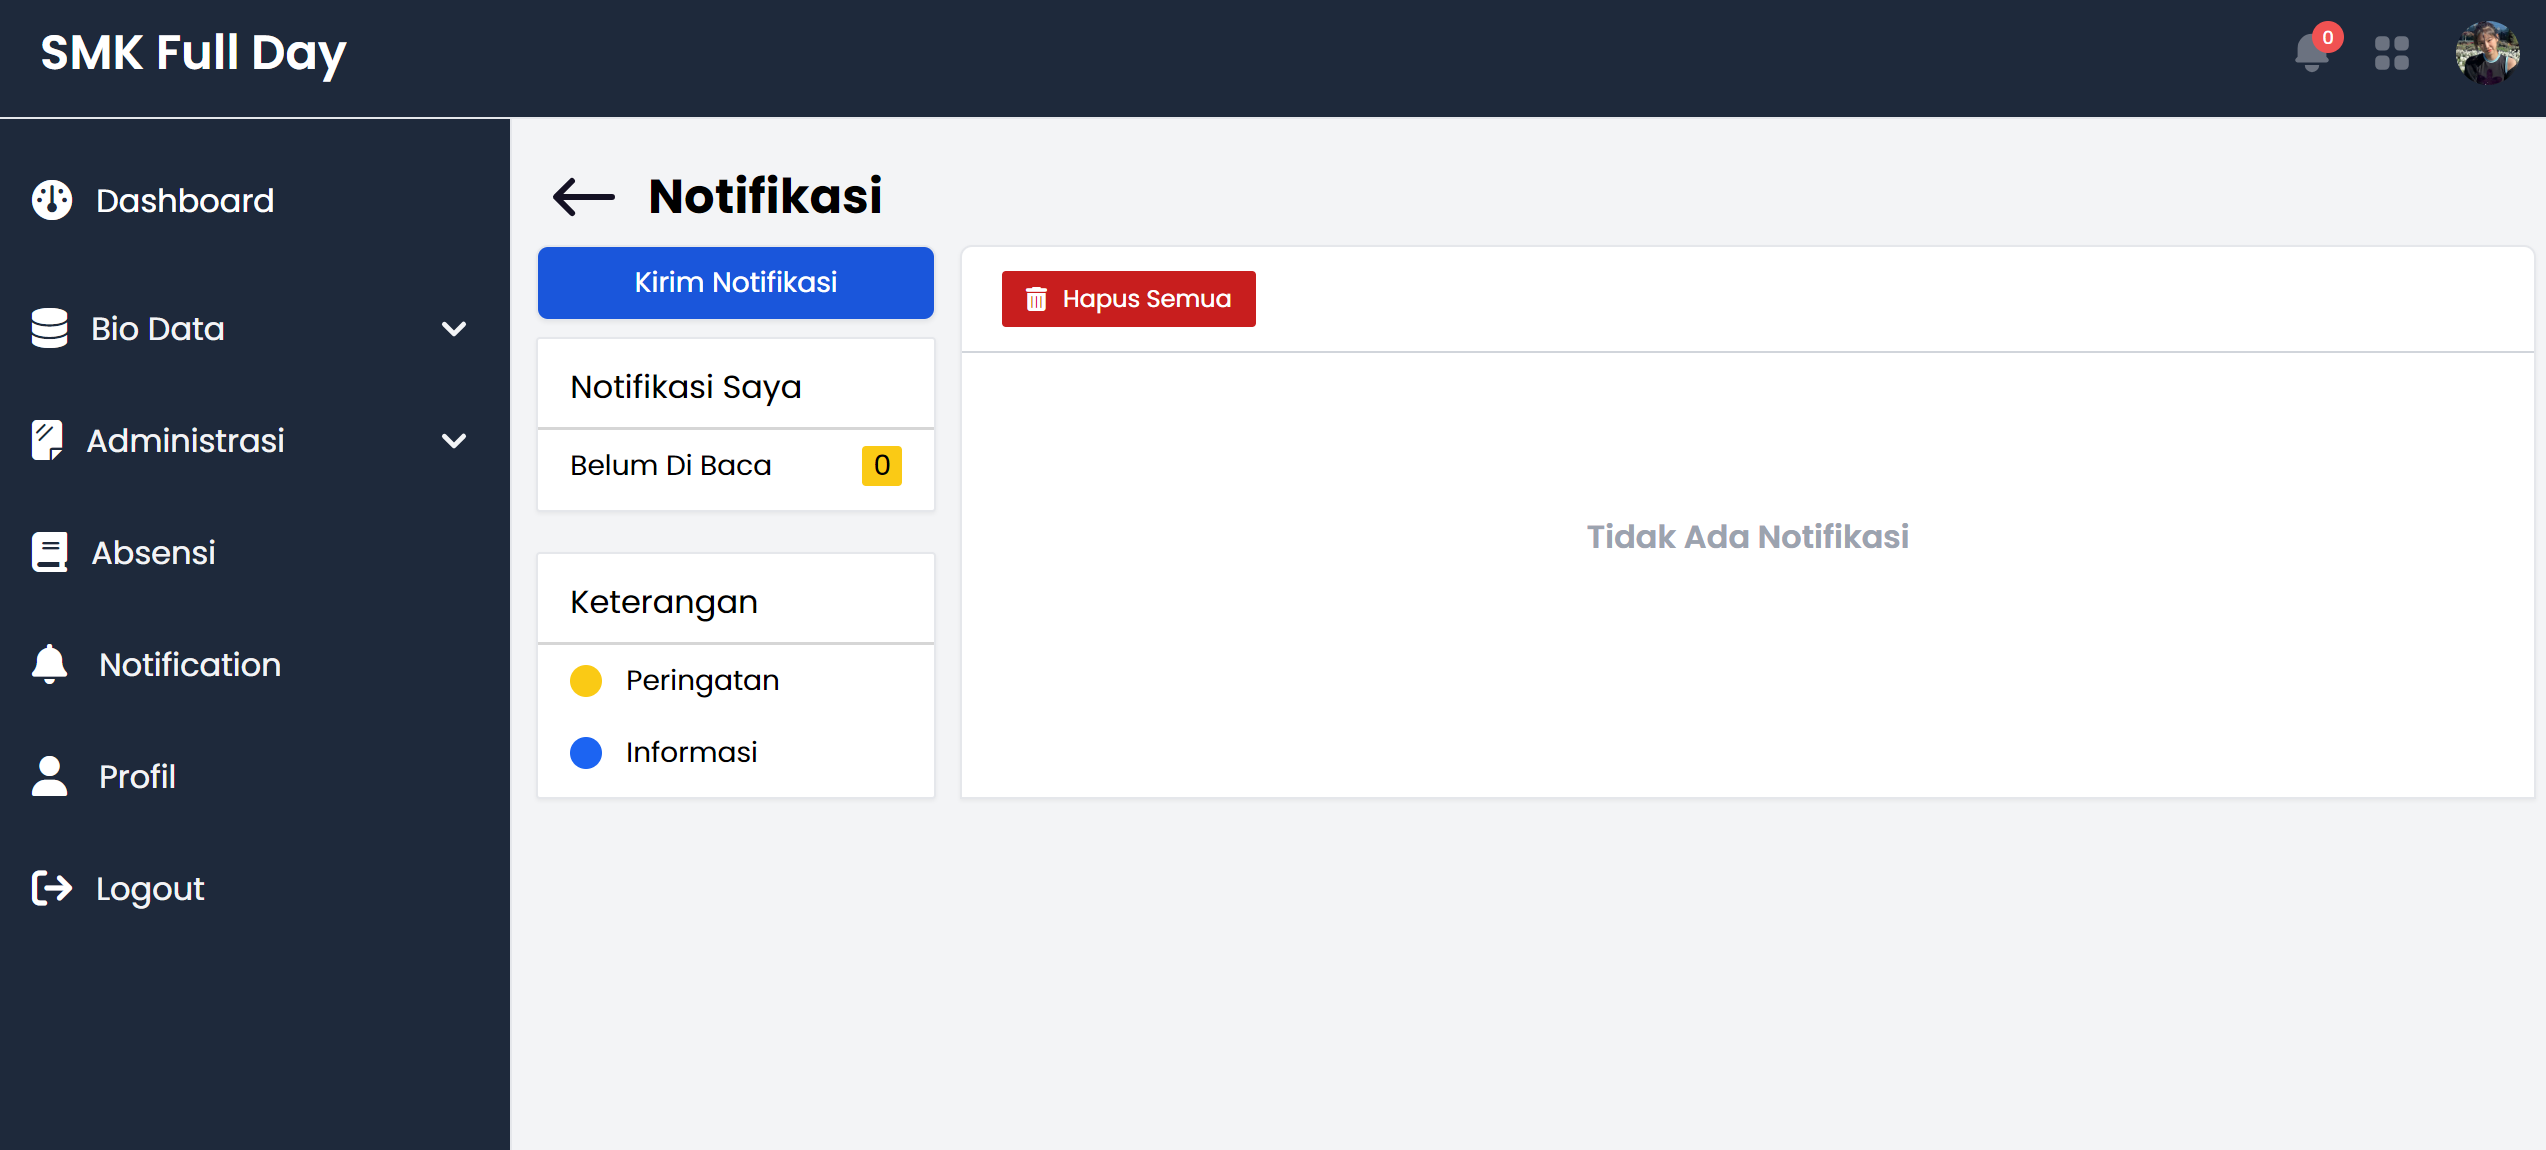 SMK Full Day
0
Dashboard
Bio Data
Administrasi
Absensi
Notification
Profil
Logout
Notifikasi
Kirim Notifikasi
Notifikasi Saya
Belum Di Baca 0
Keterangan
Peringatan
Informasi
Hapus Semua
Tidak Ada Notifikasi